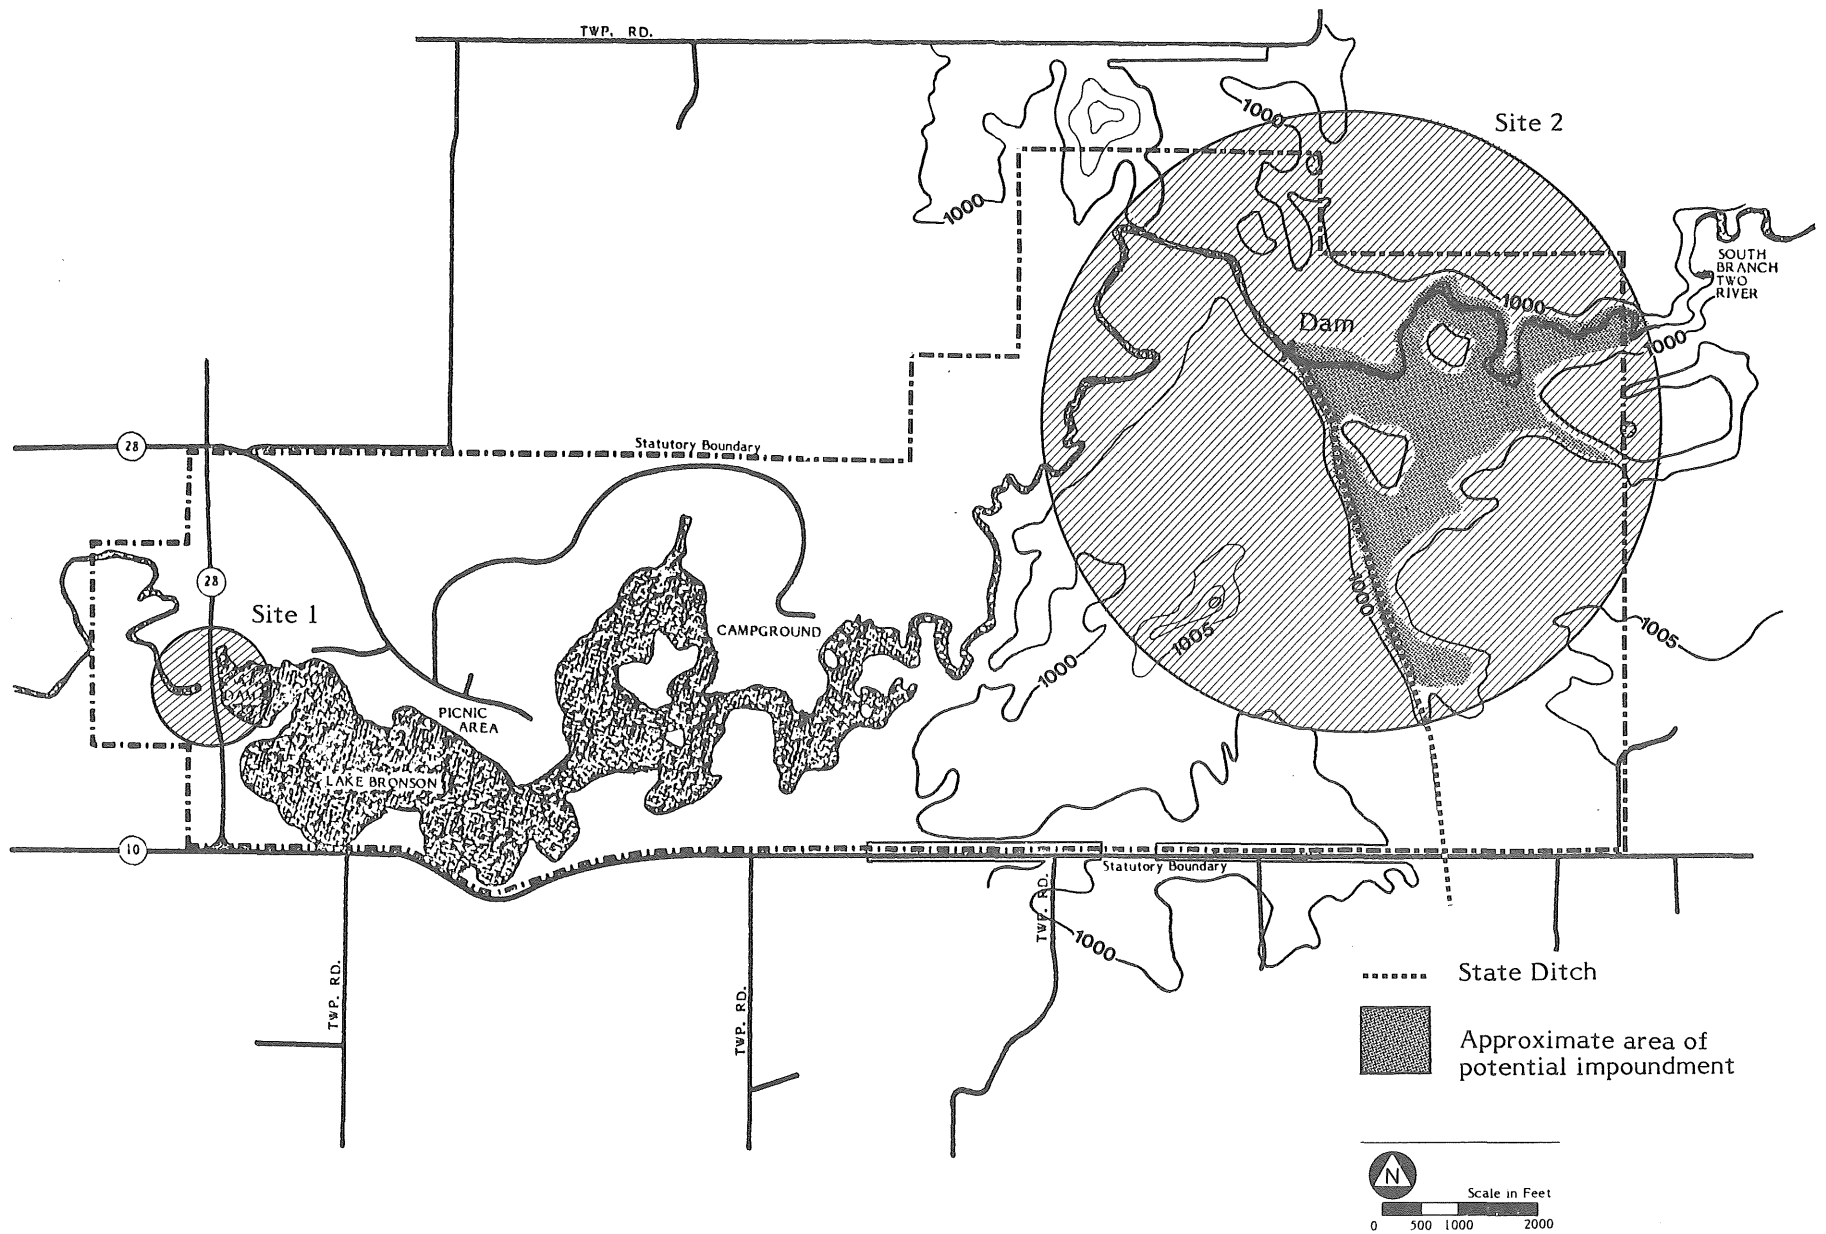 TWP. RD.
1000
Site 2
1000
SOUTH
BRANCH
TWO
RIVER
1000
Dam
1000
28
Statutory Boundary
28
Site 1
1000
CAMPGROUND
1005
1005
1000
DAM
PICNIC
AREA
LAKE BRONSON
10
Statutory Boundary
TWP. RD.
1000
TWP. RD.
TWP. RD.
State Ditch
Approximate area of
potential impoundment
N
Scale in Feet
0 500 1000 2000